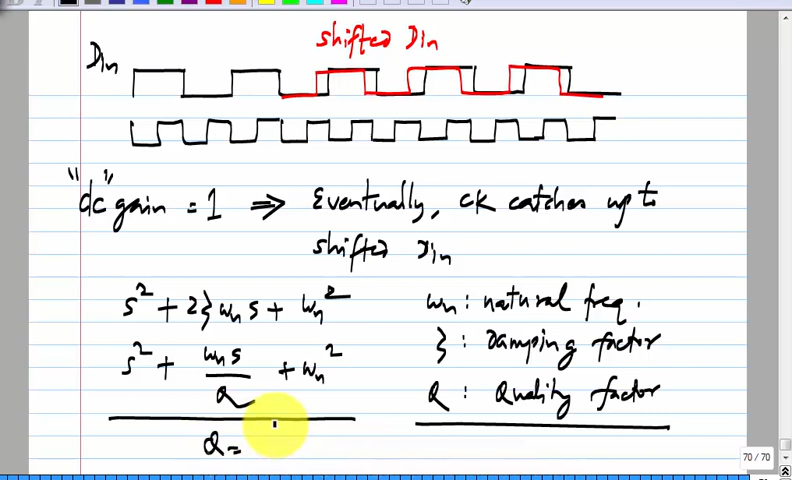 shifted Din
Din
"dc" gain = 1 ⇒ Eventually, ck catches up to
shifted Din
s² + 2ξωₙs + ωₙ²
ωₙ : natural freq.
s² + ωₙs/Q + ωₙ²
ξ : Damping factor
Q : Quality factor
Q =
70 / 70